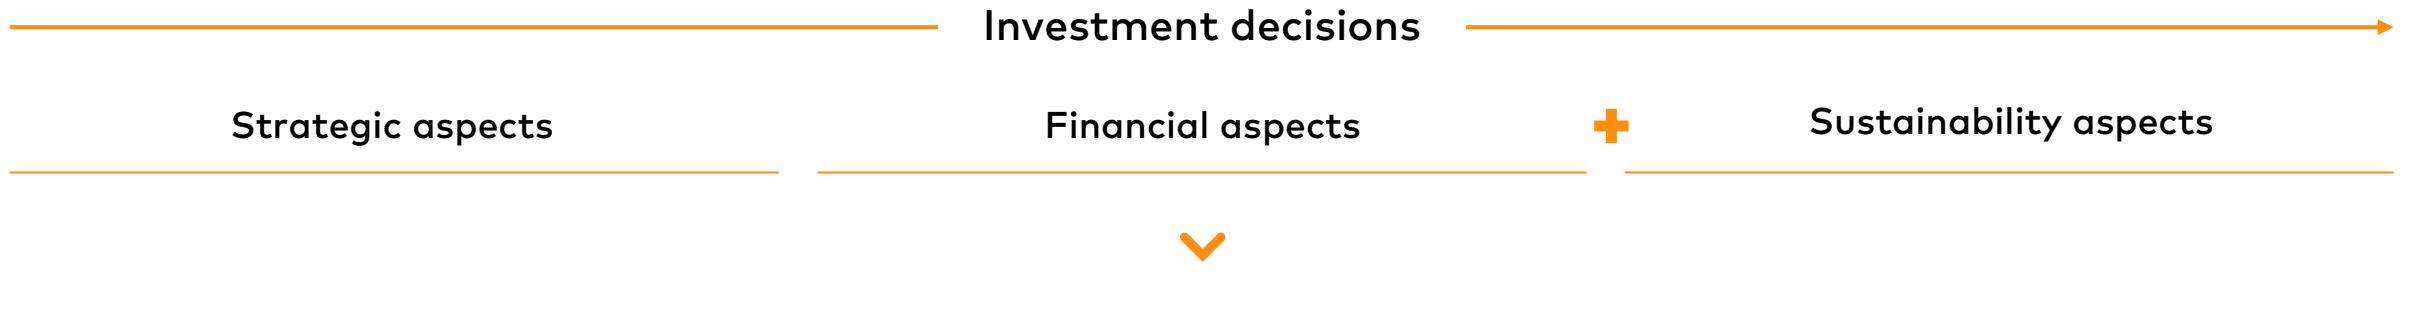 Investment decisions
Strategic aspects
Financial aspects
Sustainability aspects